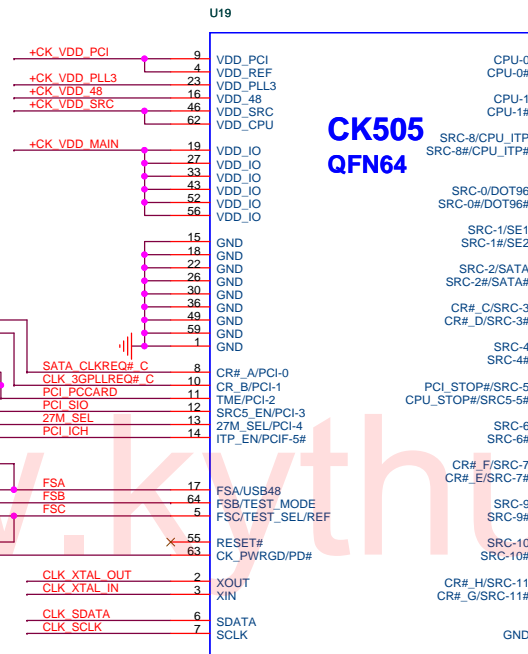 U19
CK505
QFN64
+CK_VDD_PCI 9 VDD_PCI CPU-0
4 VDD_REF CPU-0#
+CK_VDD_PLL3 23 VDD_PLL3
+CK_VDD_48 16 VDD_48 CPU-1
+CK_VDD_SRC 46 VDD_SRC CPU-1#
62 VDD_CPU
SRC-8/CPU_ITP
+CK_VDD_MAIN 19 VDD_IO SRC-8#/CPU_ITP#
27 VDD_IO
33 VDD_IO
43 VDD_IO SRC-0/DOT96
52 VDD_IO SRC-0#/DOT96#
56 VDD_IO
SRC-1/SE1
15 GND SRC-1#/SE2
18 GND
22 GND SRC-2/SATA
26 GND SRC-2#/SATA#
30 GND
36 GND CR#_C/SRC-3
49 GND CR#_D/SRC-3#
59 GND
1 GND SRC-4
SRC-4#
SATA_CLKREQ#_C 8 CR#_A/PCI-0
CLK_3GPLLREQ#_C 10 CR_B/PCI-1 PCI_STOP#/SRC-5
PCI_PCCARD 11 TME/PCI-2 CPU_STOP#/SRC5-5#
PCI_SIO 12 SRC5_EN/PCI-3
27M_SEL 13 27M_SEL/PCI-4 SRC-6
PCI_ICH 14 ITP_EN/PCIF-5# SRC-6#
CR#_F/SRC-7
CR#_E/SRC-7#
FSA 17 FSA/USB48
FSB 64 FSB/TEST_MODE SRC-9
FSC 5 FSC/TEST_SEL/REF SRC-9#
55 RESET# SRC-10
63 CK_PWRGD/PD# SRC-10#
CLK_XTAL_OUT 2 XOUT CR#_H/SRC-11
CLK_XTAL_IN 3 XIN CR#_G/SRC-11#
CLK_SDATA 6 SDATA
CLK_SCLK 7 SCLK GND
w.kythu